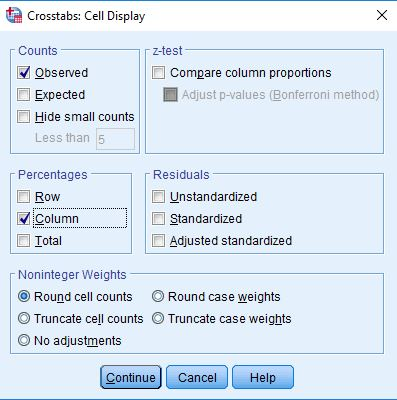 Crosstabs: Cell Display
Counts
Observed
Expected
Hide small counts
Less than 5
z-test
Compare column proportions
Adjust p-values (Bonferroni method)
Percentages
Row
Column
Total
Residuals
Unstandardized
Standardized
Adjusted standardized
Noninteger Weights
Round cell counts Round case weights
Truncate cell counts Truncate case weights
No adjustments
Continue Cancel Help